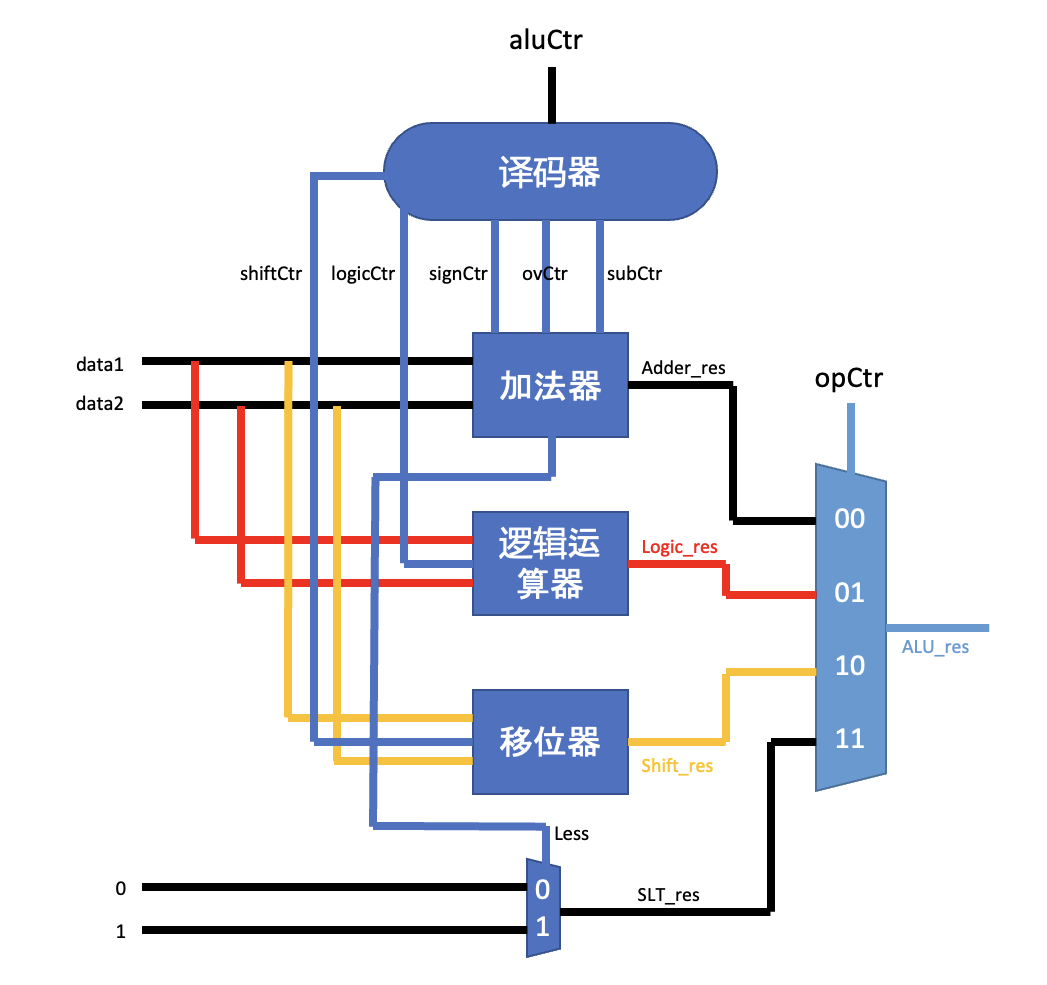 aluCtr
译码器
shiftCtr
logicCtr
signCtr
ovCtr
subCtr
data1
data2
加法器
Adder_res
opCtr
00
逻辑运
算器
Logic_res
01
ALU_res
10
移位器
Shift_res
11
Less
0
0
SLT_res
1
1